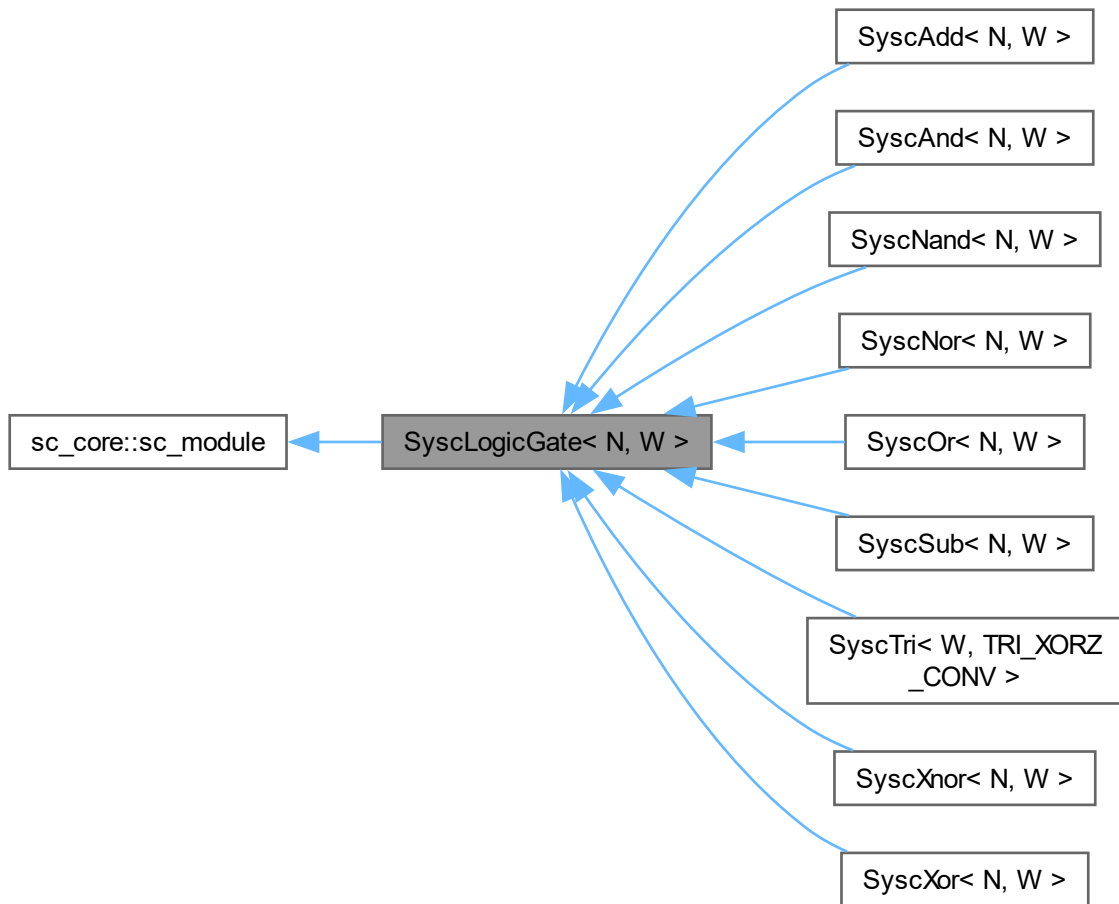 SyscAdd< N, W >
SyscAnd< N, W >
SyscNand< N, W >
SyscNor< N, W >
sc_core::sc_module
SyscLogicGate< N, W >
SyscOr< N, W >
SyscSub< N, W >
SyscTri< W, TRI_XORZ
_CONV >
SyscXnor< N, W >
SyscXor< N, W >